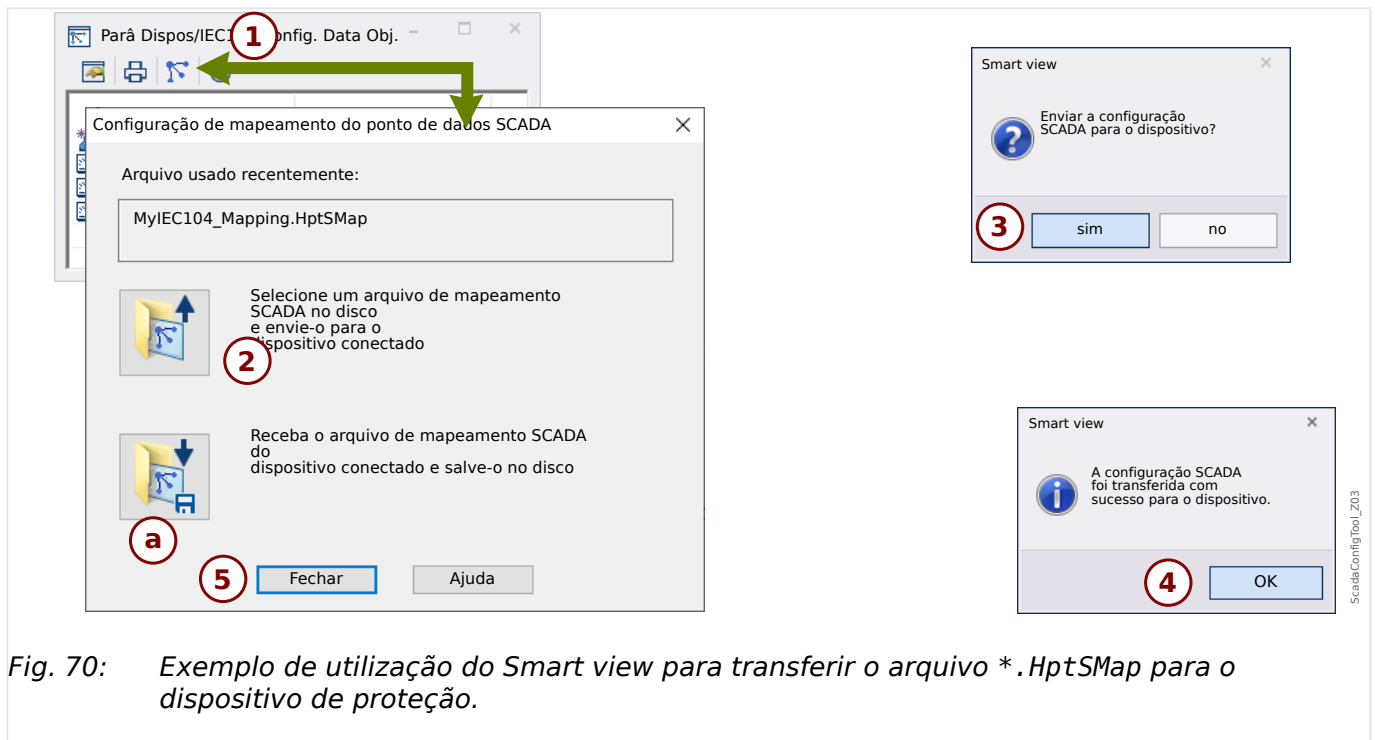 Parâ Dispos/IEC1 onfig. Data Obj.
1
Configuração de mapeamento do ponto de dados SCADA
Arquivo usado recentemente:
MyIEC104_Mapping.HptSMap
Selecione um arquivo de mapeamento
SCADA no disco
e envie-o para o
dispositivo conectado
2
Receba o arquivo de mapeamento SCADA
do
dispositivo conectado e salve-o no disco
a
5
Fechar
Ajuda
Smart view
Enviar a configuração
SCADA para o dispositivo?
3
sim
no
Smart view
A configuração SCADA
foi transferida com
sucesso para o dispositivo.
4
OK
ScadaConfigTool_Z03
Fig. 70: Exemplo de utilização do Smart view para transferir o arquivo *.HptSMap para o
dispositivo de proteção.